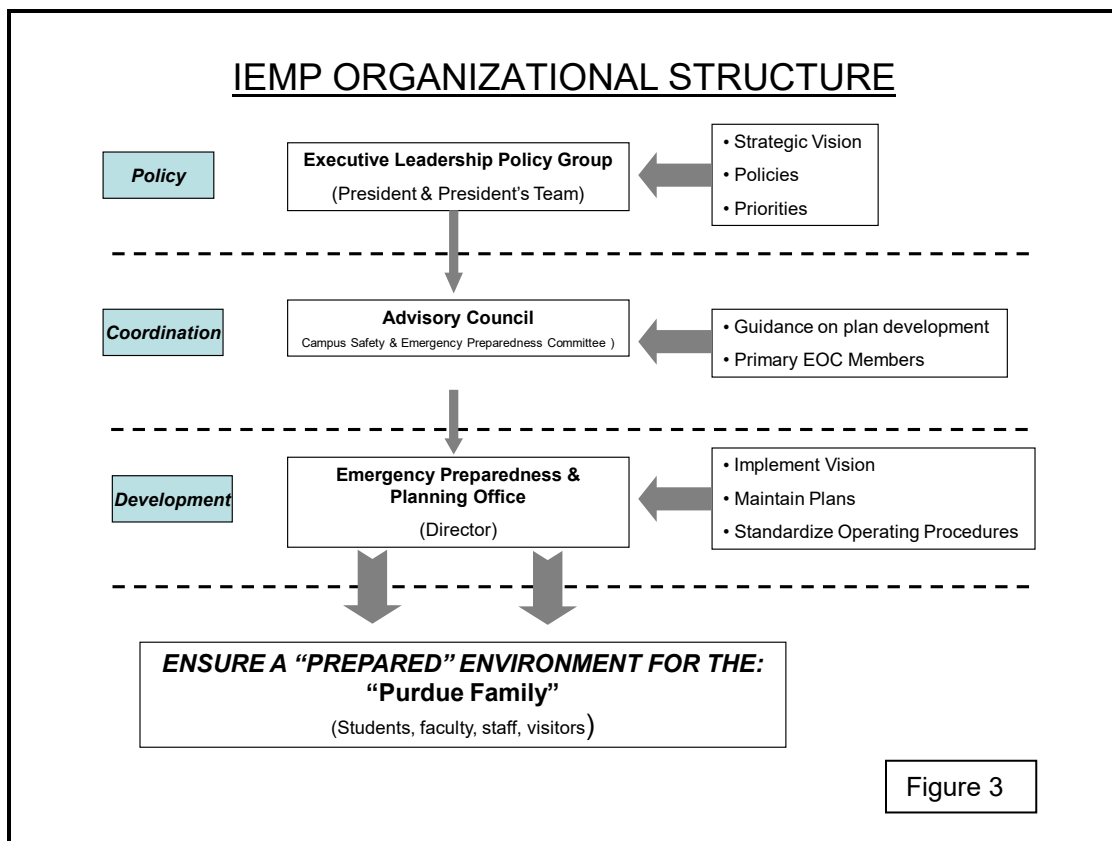 IEMP ORGANIZATIONAL STRUCTURE
Policy
Executive Leadership Policy Group
(President & President’s Team)
• Strategic Vision
• Policies
• Priorities
Coordination
Advisory Council
Campus Safety & Emergency Preparedness Committee )
• Guidance on plan development
• Primary EOC Members
Development
Emergency Preparedness &
Planning Office
(Director)
• Implement Vision
• Maintain Plans
• Standardize Operating Procedures
ENSURE A “PREPARED” ENVIRONMENT FOR THE:
“Purdue Family”
(Students, faculty, staff, visitors)
Figure 3